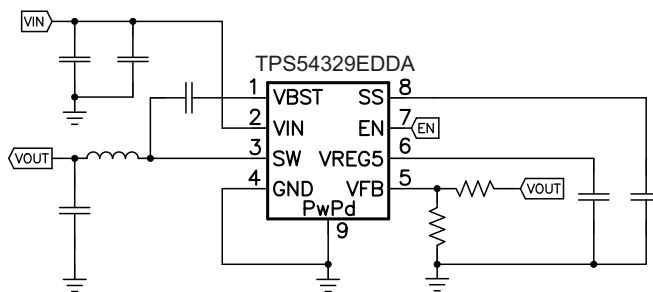 VIN
TPS54329EDDA
1 VBST SS 8
2 VIN EN 7 EN
3 SW VREG5 6
VOUT
4 GND VFB 5 VOUT
PwPd
9